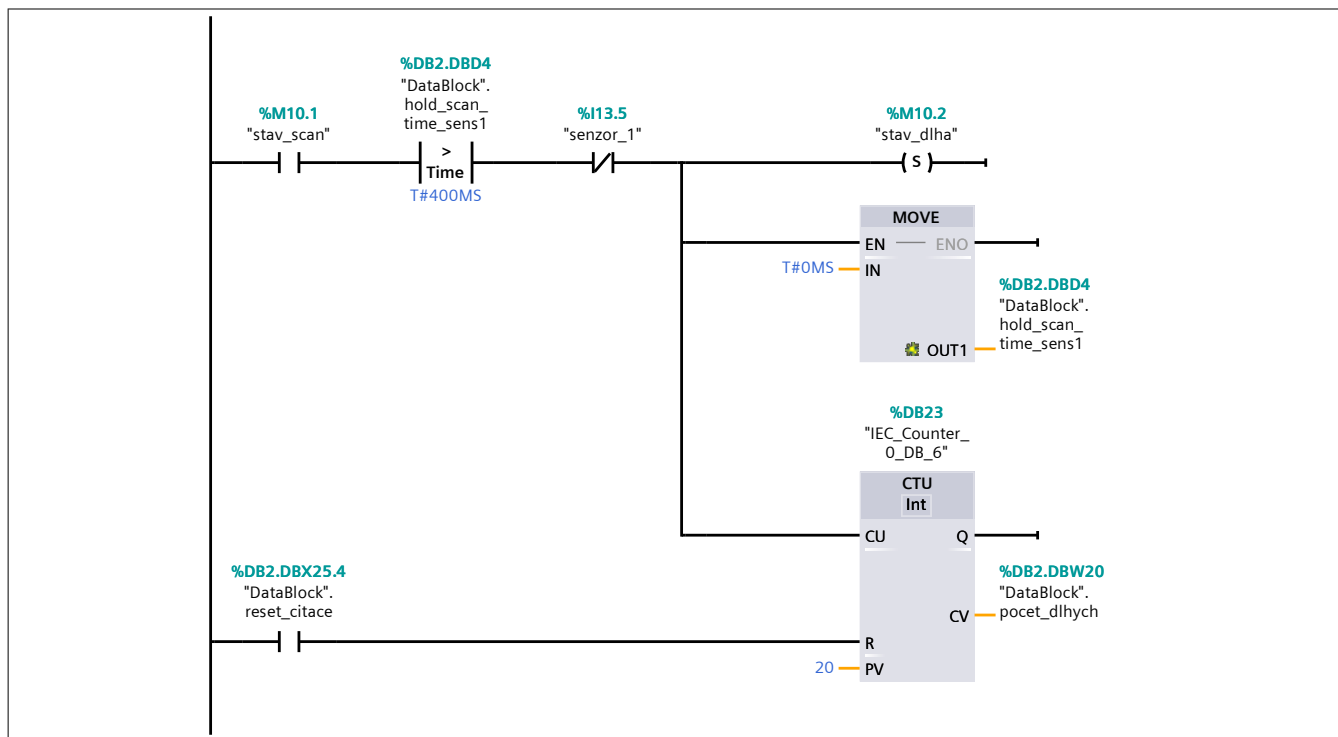 %DB2.DBD4
"DataBlock".
hold_scan_
time_sens1
%M10.1
"stav_scan"
>
Time
T#400MS
%I13.5
"senzor_1"
%M10.2
"stav_dlha"
S
MOVE
EN
ENO
T#0MS
IN
%DB2.DBD4
"DataBlock".
hold_scan_
time_sens1
OUT1
%DB23
"IEC_Counter_
0_DB_6"
CTU
Int
CU
Q
%DB2.DBX25.4
"DataBlock".
reset_citace
%DB2.DBW20
"DataBlock".
pocet_dlhych
CV
R
20
PV